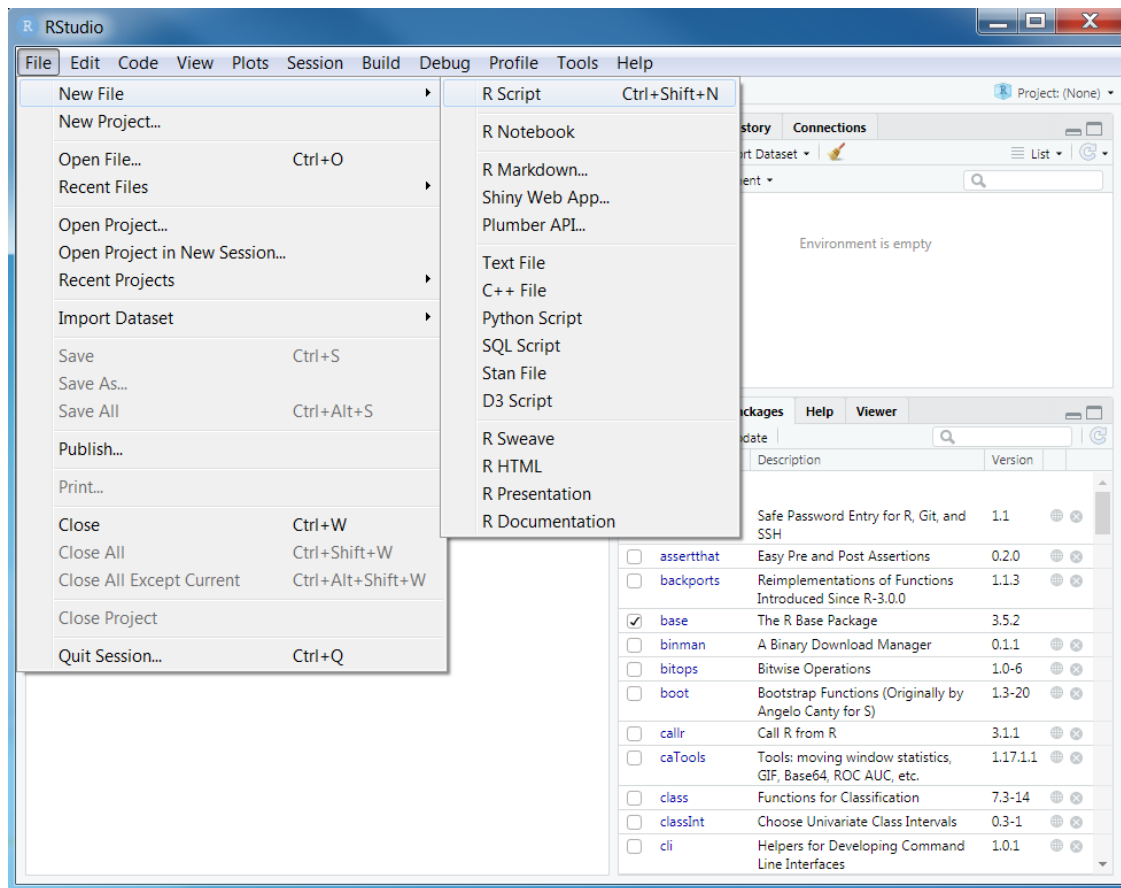 R RStudio
File Edit Code View Plots Session Build Debug Profile Tools Help
New File
New Project...
Open File... Ctrl+O
Recent Files
Open Project...
Open Project in New Session...
Recent Projects
Import Dataset
Save Ctrl+S
Save As...
Save All Ctrl+Alt+S
Publish...
Print...
Close Ctrl+W
Close All Ctrl+Shift+W
Close All Except Current Ctrl+Alt+Shift+W
Close Project
Quit Session... Ctrl+Q
R Script Ctrl+Shift+N
R Notebook
R Markdown...
Shiny Web App...
Plumber API...
Text File
C++ File
Python Script
SQL Script
Stan File
D3 Script
R Sweave
R HTML
R Presentation
R Documentation
R Project: (None)
story Connections
rt Dataset List
ent
Environment is empty
ckages Help Viewer
date
Description Version
Safe Password Entry for R, Git, and 1.1
SSH
assertthat Easy Pre and Post Assertions 0.2.0
backports Reimplementations of Functions 1.1.3
Introduced Since R-3.0.0
base The R Base Package 3.5.2
binman A Binary Download Manager 0.1.1
bitops Bitwise Operations 1.0-6
boot Bootstrap Functions (Originally by 1.3-20
Angelo Canty for S)
callr Call R from R 3.1.1
caTools Tools: moving window statistics, 1.17.1.1
GIF, Base64, ROC AUC, etc.
class Functions for Classification 7.3-14
classInt Choose Univariate Class Intervals 0.3-1
cli Helpers for Developing Command 1.0.1
Line Interfaces